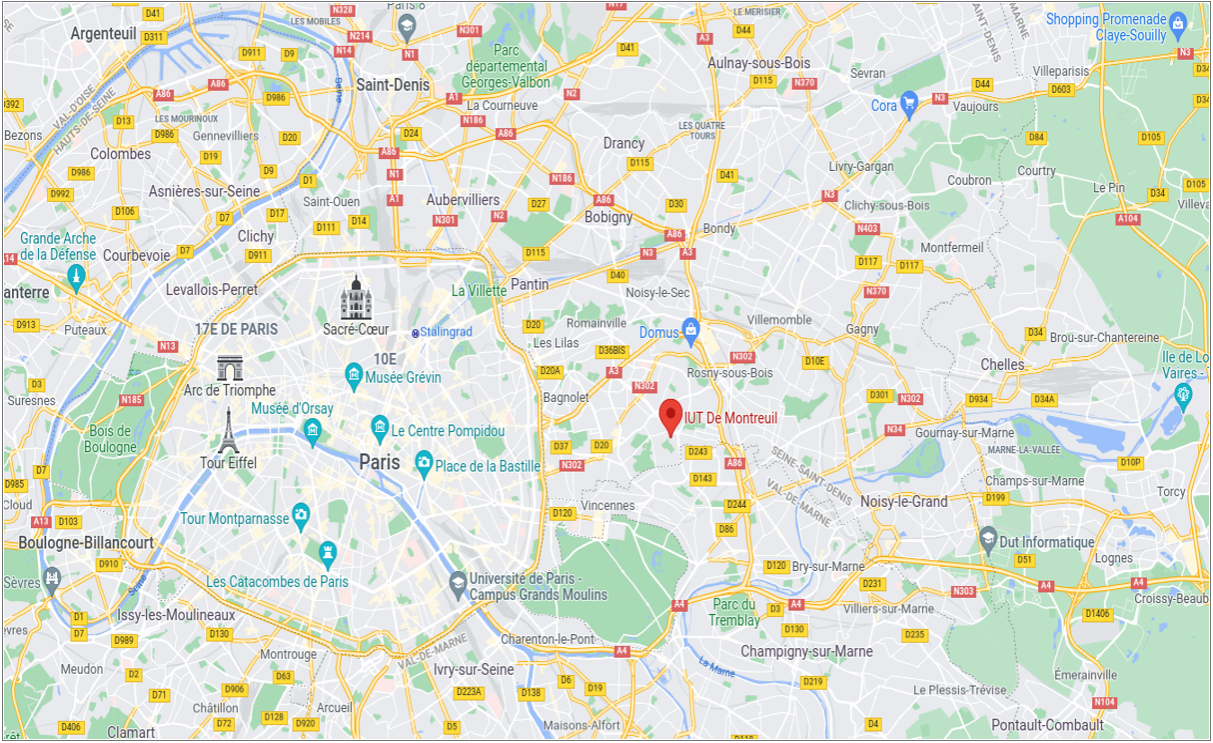 Paris 8
D41
N328
LES MOBILES
N17
LE MERISIER
Argenteuil
D311
N214
N14
N1
N301
A3
D44
Shopping Promenade
Claye-Souilly
D911
D9
Parc
départemental
Georges-Valbon
D41
Aulnay-sous-Bois
N3
A86
A86
Seine
Saint-Denis
D115
N370
Sevran
D44
Villeparisis
VAL-D'OISE
HAUTS-DE-SEINE
D986
A1
La Courneuve
N2
Cora
N3
Vaujours
D603
LES MOURINOUX
D13
N186
LES QUATRE
TOURS
Bezons
D986
Gennevilliers
D20
D24
A86
Drancy
D84
D105
Colombes
D19
A86
D115
Livry-Gargan
Courtry
D986
D9
D1
N1
N186
D41
Coubron
D992
Asnières-sur-Seine
Saint-Ouen
A1
Aubervilliers
A86
N3
Le Pin
D34
D105
D106
D7
D17
D111
D14
N301
N2
D27
D30
Bobigny
Clichy-sous-Bois
A104
Grande Arche
de la Défense
Clichy
A86
Bondy
N403
Courbevoie
D7
D911
D115
N3
A3
Montfermeil
D117
D117
Levallois-Perret
La Villette
Pantin
D40
Noisy-le-Sec
N370
D913
Puteaux
17E DE PARIS
Sacré-Cœur
Stalingrad
D20
Romainville
Domus
Villemomble
Gagny
D34
Brou-sur-Chantereine
N13
10E
Les Lilas
D36BIS
N302
D10E
Chelles
Arc de Triomphe
Musée Grévin
D20A
A3
Rosny-sous-Bois
D3
Suresnes
N185
N302
Bagnolet
D301
N302
D934
D34A
Musée d'Orsay
IUT De Montreuil
Bois de
Boulogne
Le Centre Pompidou
N34
Gournay-sur-Marne
D37
D20
D243
MARNE-LA-VALLÉE
Tour Eiffel
Paris
Place de la Bastille
N302
A86
SEINE-SAINT-DENIS
VAL-DE-MARNE
D10P
D7
D985
D143
Champs-sur-Marne
Torcy
Cloud
Vincennes
D244
Noisy-le-Grand
D199
A13
D103
Tour Montparnasse
D120
D86
Boulogne-Billancourt
Dut Informatique
D910
Les Catacombes de Paris
D120
Bry-sur-Marne
D51
Lognes
Sèvres
Seine
Universite de Paris -
Campus Grands Moulins
D231
N303
A4
A4
D1
Issy-les-Moulineaux
A4
Parc du
Tremblay
D3
A4
Villiers-sur-Marne
D1406
D7
D989
D130
VAL-DE-MARNE
Charenton-le-Pont
D130
D235
Montrouge
A4
Champigny-sur-Marne
Meudon
Ivry-sur-Seine
La Marne
D2
D63
D6
Émerainville
D71
D906
D223A
D138
D19
D219
Le Plessis-Trévise
Châtillon
Arcueil
N104
D406
D72
D128
D920
D5
Maisons-Alfort
D4
Pontault-Combault
Clamart